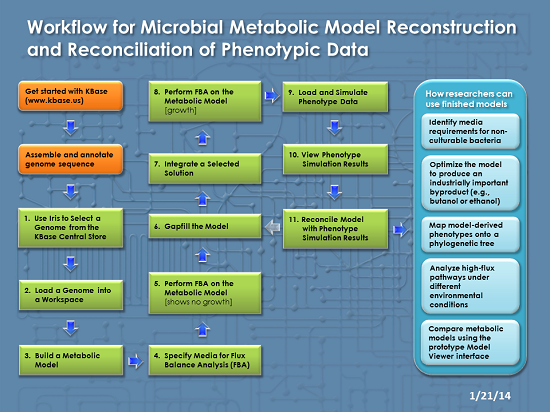 Workflow for Microbial Metabolic Model Reconstruction
and Reconciliation of Phenotypic Data
Get started with KBase
(www.kbase.us)
Assemble and annotate
genome sequence
1. Use Iris to Select a
Genome from the
KBase Central Store
2. Load a Genome into
a Workspace
3. Build a Metabolic
Model
4. Specify Media for Flux
Balance Analysis (FBA)
5. Perform FBA on the
Metabolic Model
[shows no growth]
6. Gapfill the Model
7. Integrate a Selected
Solution
8. Perform FBA on the
Metabolic Model
[growth]
9. Load and Simulate
Phenotype Data
10. View Phenotype
Simulation Results
11. Reconcile Model
with Phenotype
Simulation Results
How researchers can
use finished models
Identify media
requirements for non-
culturable bacteria
Optimize the model
to produce an
industrially important
byproduct (e.g.,
butanol or ethanol)
Map model-derived
phenotypes onto a
phylogenetic tree
Analyze high-flux
pathways under
different
environmental
conditions
Compare metabolic
models using the
prototype Model
Viewer interface
1/21/14